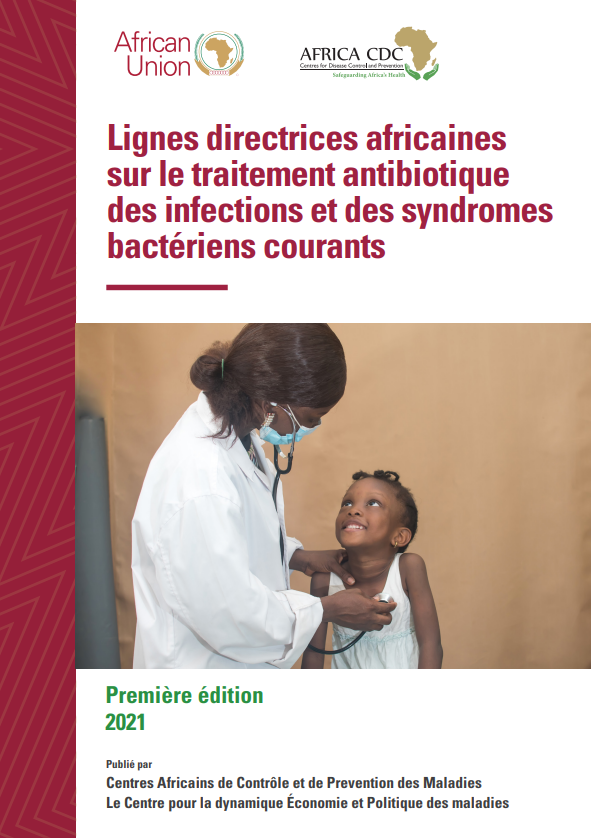 African
Union
AFRICA CDC
Centres for Disease Control and Prevention
Safeguarding Africa's Health
Lignes directrices africaines
sur le traitement antibiotique
des infections et des syndromes
bactériens courants
Première édition
2021
Publié par
Centres Africains de Contrôle et de Prevention des Maladies
Le Centre pour la dynamique Économie et Politique des maladies